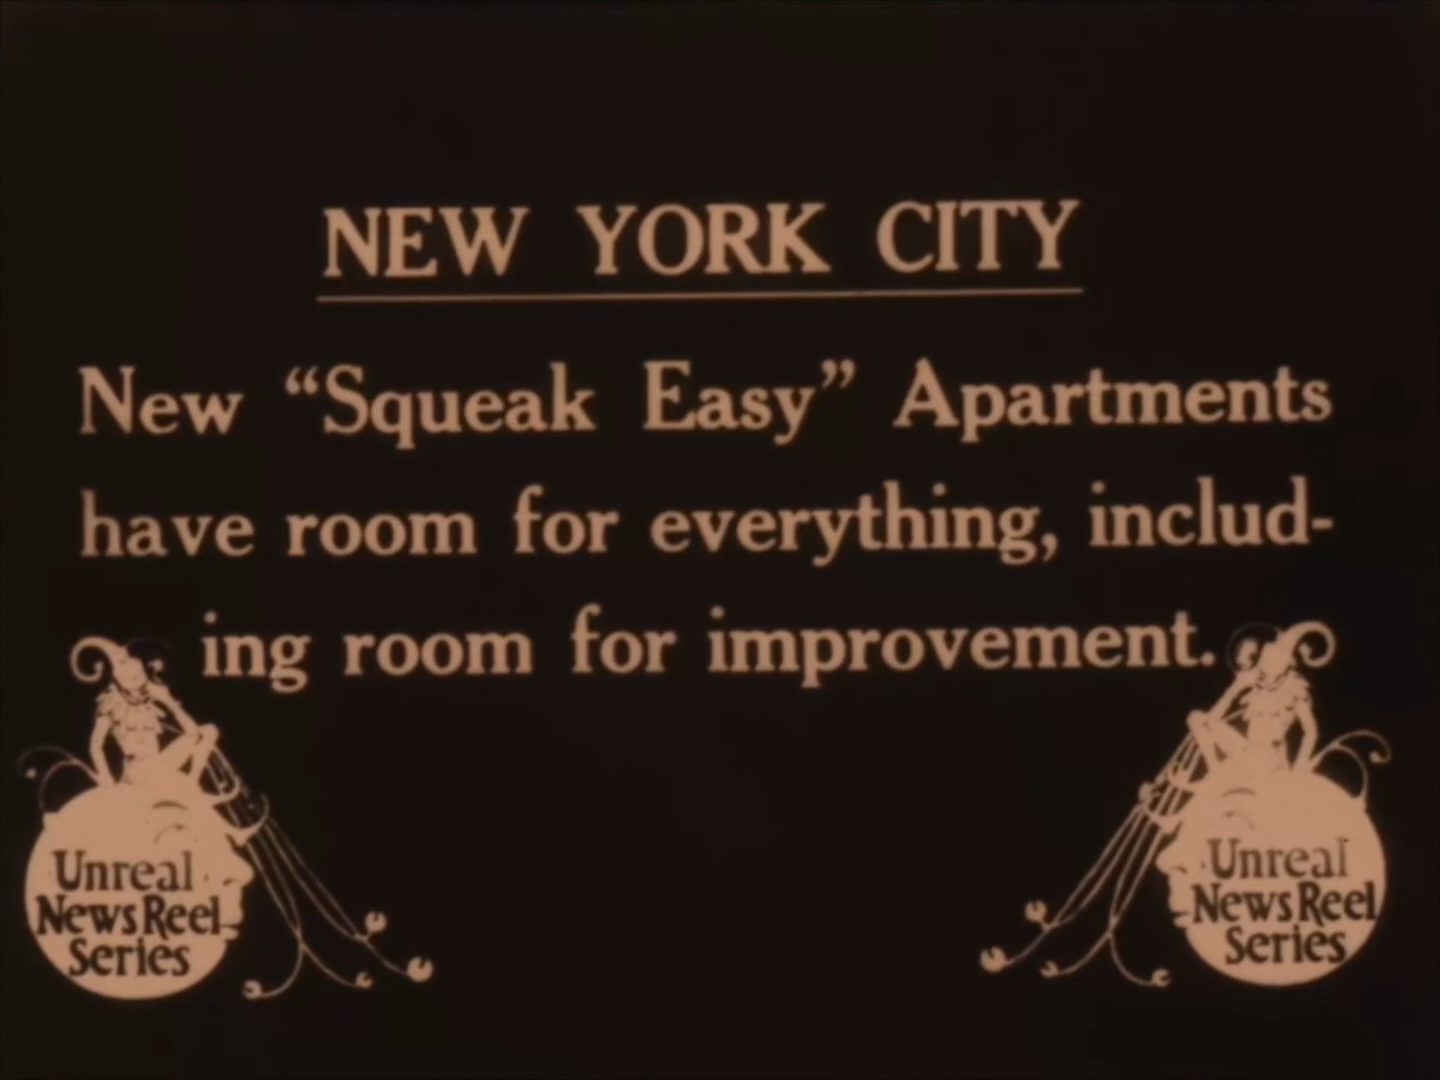 NEW YORK CITY
New “Squeak Easy” Apartments
have room for everything, includ-
ing room for improvement.
Unreal
News Reel
Series
Unreal
News Reel
Series